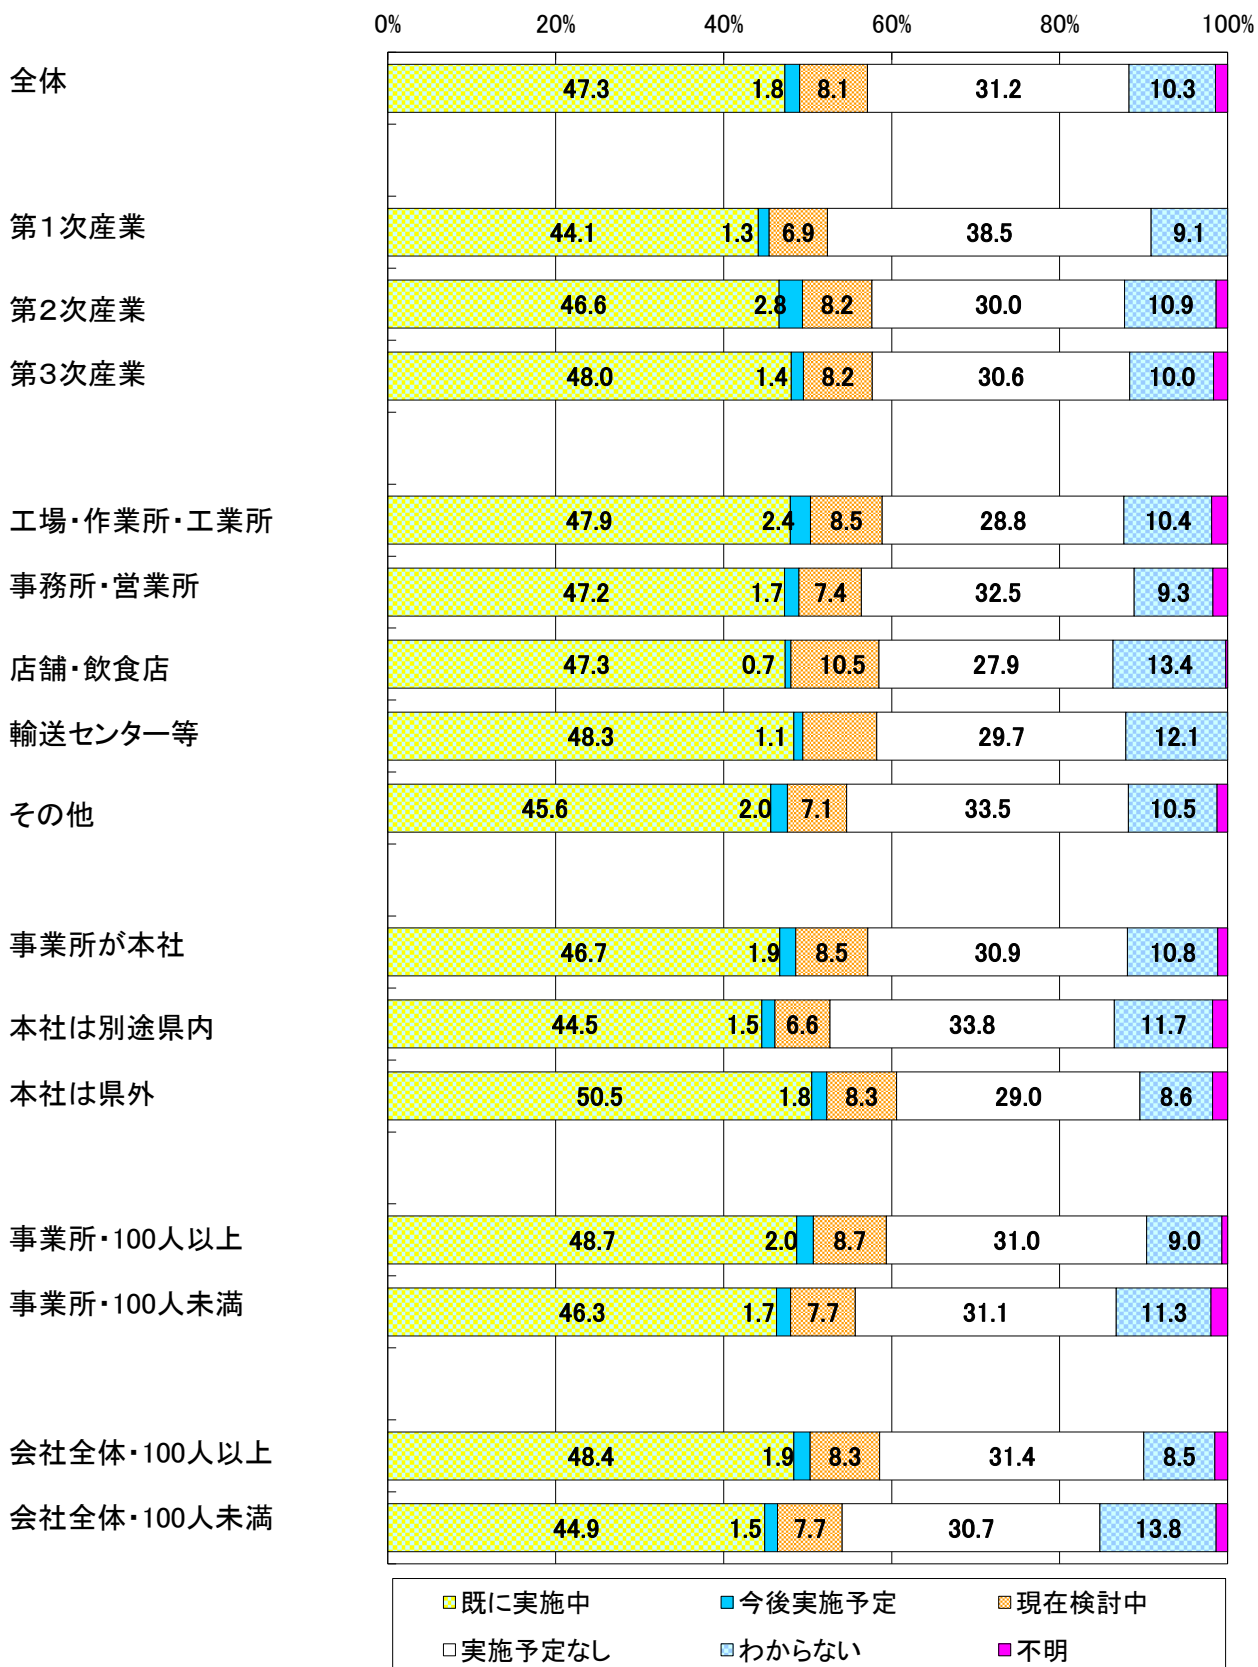 0% 20% 40% 60% 80% 100%
全体 47.3 1.8 8.1 31.2 10.3
第1次産業 44.1 1.3 6.9 38.5 9.1
第2次産業 46.6 2.8 8.2 30.0 10.9
第3次産業 48.0 1.4 8.2 30.6 10.0
工場・作業所・工業所 47.9 2.4 8.5 28.8 10.4
事務所・営業所 47.2 1.7 7.4 32.5 9.3
店舗・飲食店 47.3 0.7 10.5 27.9 13.4
輸送センター等 48.3 1.1 29.7 12.1
その他 45.6 2.0 7.1 33.5 10.5
事業所が本社 46.7 1.9 8.5 30.9 10.8
本社は別途県内 44.5 1.5 6.6 33.8 11.7
本社は県外 50.5 1.8 8.3 29.0 8.6
事業所・100人以上 48.7 2.0 8.7 31.0 9.0
事業所・100人未満 46.3 1.7 7.7 31.1 11.3
会社全体・100人以上 48.4 1.9 8.3 31.4 8.5
会社全体・100人未満 44.9 1.5 7.7 30.7 13.8
既に実施中 今後実施予定 現在検討中
実施予定なし わからない 不明